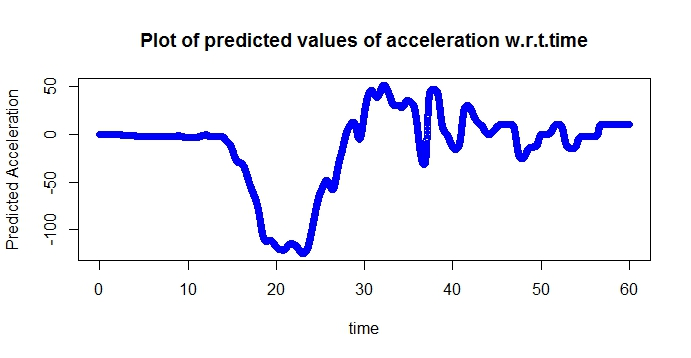 Plot of predicted values of acceleration w.r.t.time
Predicted Acceleration
50
0
-50
-100
0 10 20 30 40 50 60
time